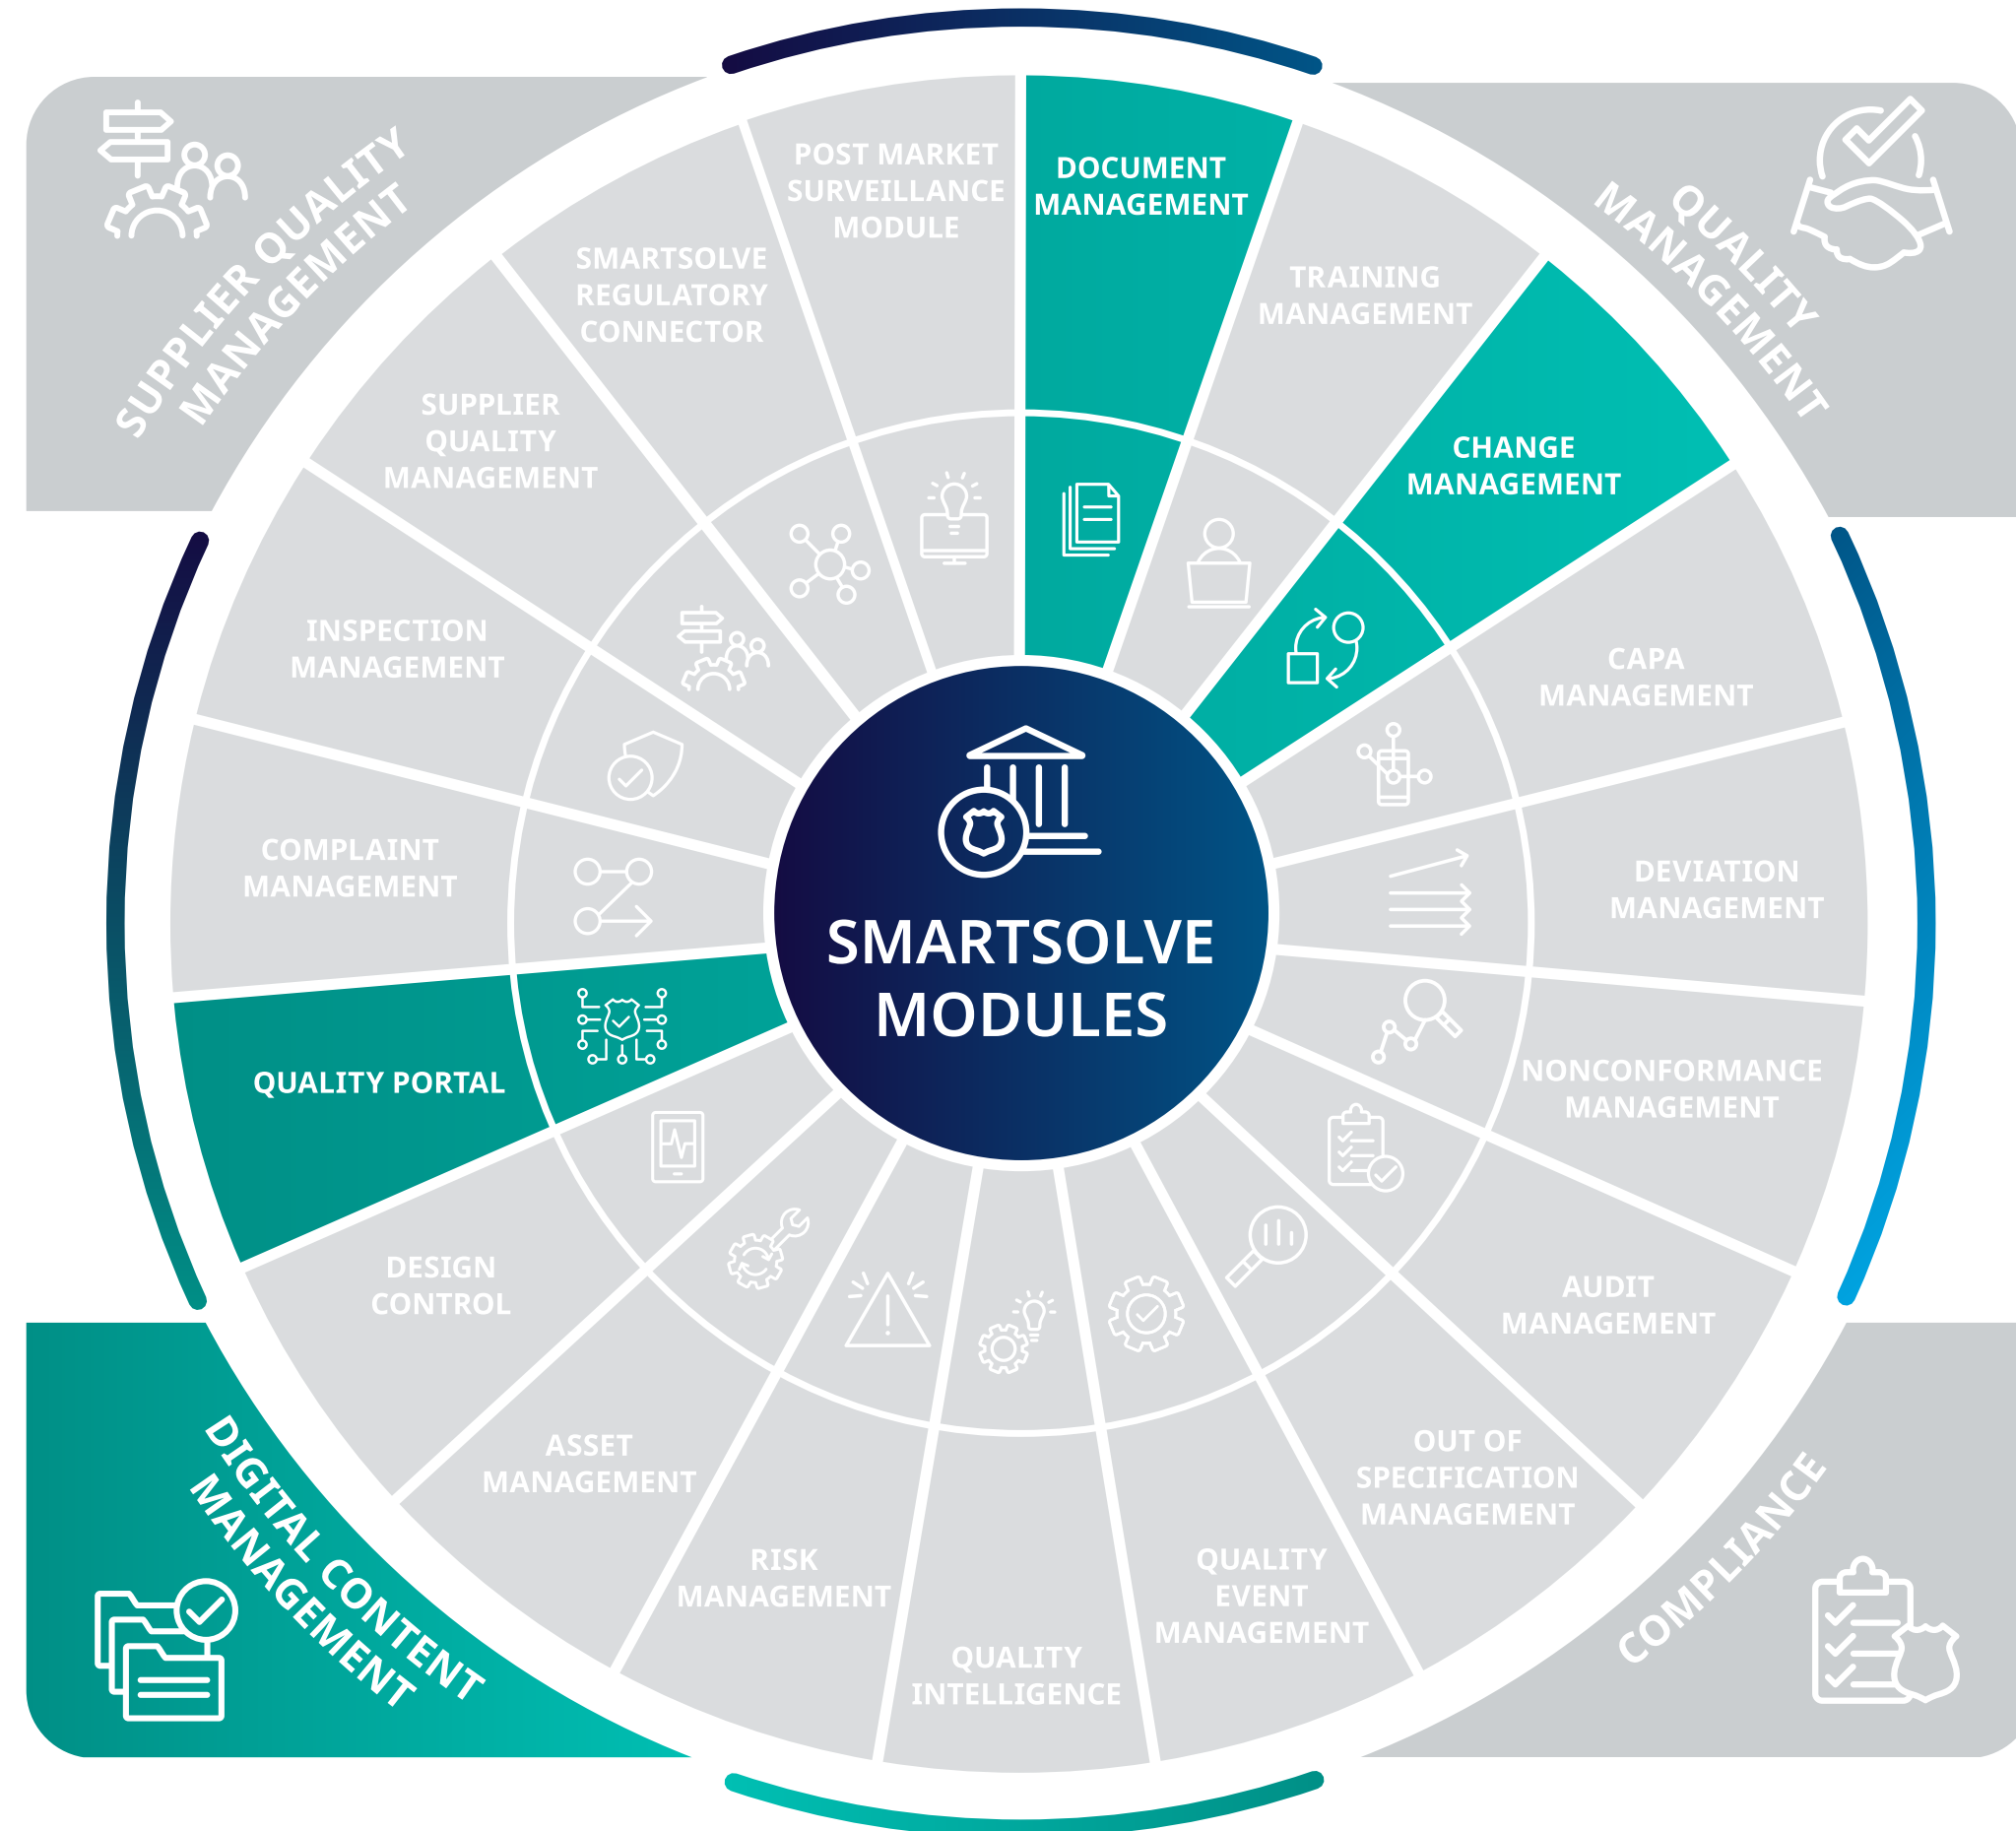 SUPPLIER QUALITY
MANAGEMENT
QUALITY
MANAGEMENT
POST MARKET
SURVEILLANCE
MODULE
DOCUMENT
MANAGEMENT
TRAINING
MANAGEMENT
CHANGE
MANAGEMENT
CAPA
MANAGEMENT
DEVIATION
MANAGEMENT
NONCONFORMANCE
MANAGEMENT
AUDIT
MANAGEMENT
OUT OF
SPECIFICATION
MANAGEMENT
QUALITY
EVENT
MANAGEMENT
QUALITY
INTELLIGENCE
RISK
MANAGEMENT
ASSET
MANAGEMENT
DESIGN
CONTROL
QUALITY PORTAL
COMPLAINT
MANAGEMENT
INSPECTION
MANAGEMENT
SUPPLIER
QUALITY
MANAGEMENT
SMARTSOLVE
REGULATORY
CONNECTOR
SMARTSOLVE
MODULES
DIGITAL CONTENT
MANAGEMENT
COMPLIANCE